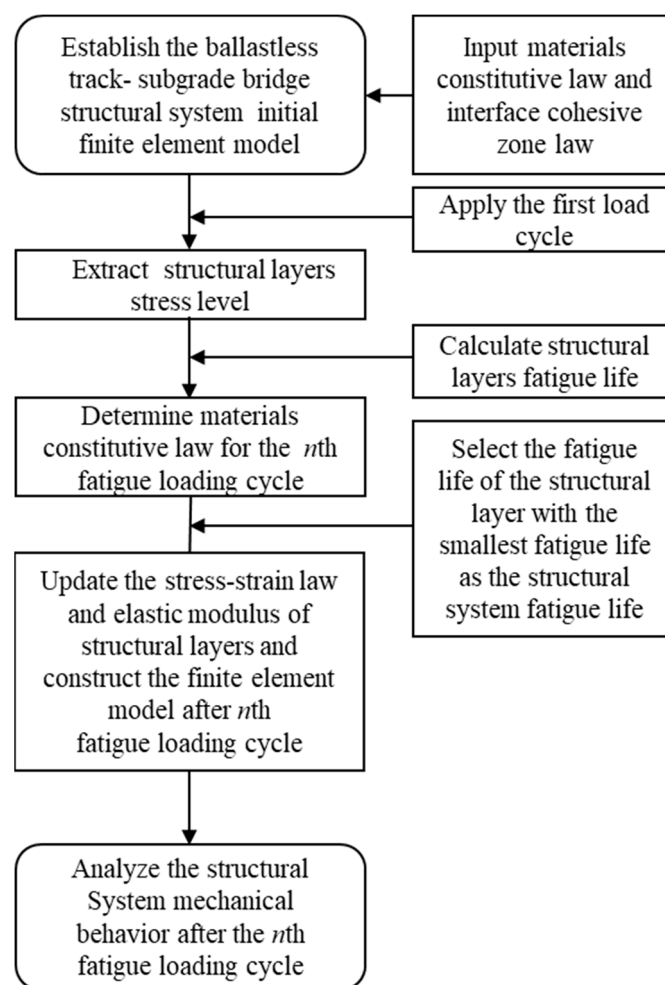 Establish the ballastless
track- subgrade bridge
structural system initial
finite element model
Input materials
constitutive law and
interface cohesive
zone law
Apply the first load
cycle
Extract structural layers
stress level
Calculate structural
layers fatigue life
Determine materials
constitutive law for the nth
fatigue loading cycle
Select the fatigue
life of the structural
layer with the
smallest fatigue life
as the structural
system fatigue life
Update the stress-strain law
and elastic modulus of
structural layers and
construct the finite element
model after nth
fatigue loading cycle
Analyze the structural
System mechanical
behavior after the nth
fatigue loading cycle